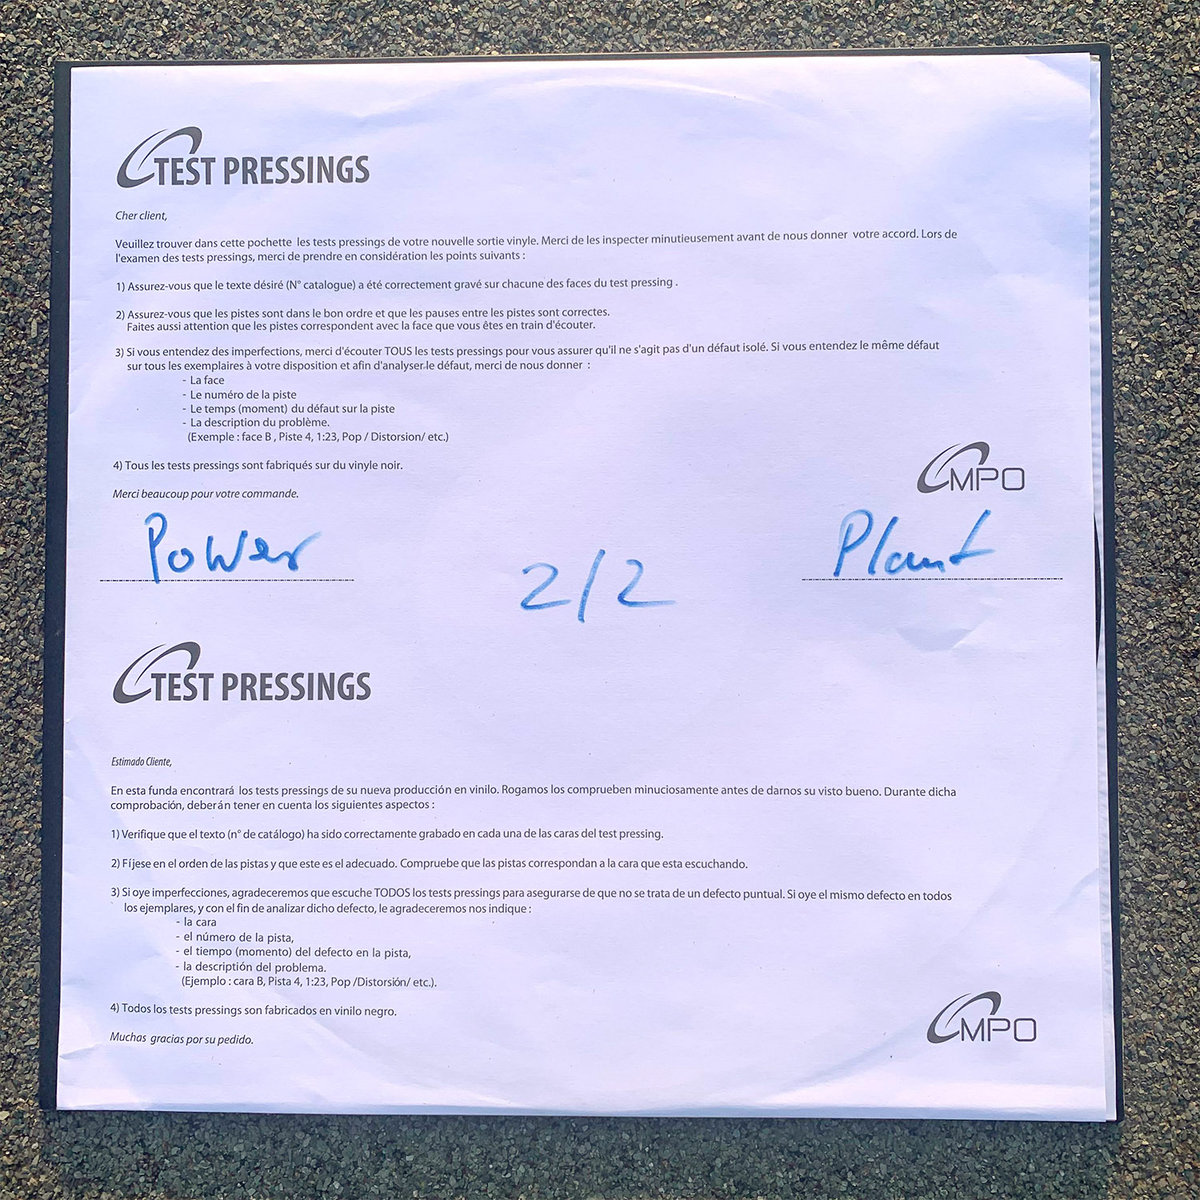 TEST PRESSINGS
Cher client,
Veuillez trouver dans cette pochette les tests pressings de votre nouvelle sortie vinyle. Merci de les inspecter minutieusement avant de nous donner votre accord. Lors de
l'examen des tests pressings, merci de prendre en considération les points suivants :
1) Assurez-vous que le texte désiré (N° catalogue) a été correctement gravé sur chacune des faces du test pressing .
2) Assurez-vous que les pistes sont dans le bon ordre et que les pauses entre les pistes sont correctes.
Faites aussi attention que les pistes correspondent avec la face que vous êtes en train d'écouter.
3) Si vous entendez des imperfections, merci d'écouter TOUS les tests pressings pour vous assurer qu'il ne s'agit pas d'un défaut isolé. Si vous entendez le même défaut
sur tous les exemplaires à votre disposition et afin d'analyser le défaut, merci de nous donner :
- La face
- Le numéro de la piste
- Le temps (moment) du défaut sur la piste
- La description du problème.
(Exemple : face B , Piste 4, 1:23, Pop / Distorsion/ etc.)
4) Tous les tests pressings sont fabriqués sur du vinyle noir.
Merci beaucoup pour votre commande.
MPO
Power 2/2 Plant
TEST PRESSINGS
Estimado Cliente,
En esta funda encontrará los tests pressings de su nueva producción en vinilo. Rogamos los comprueben minuciosamente antes de darnos su visto bueno. Durante dicha
comprobación, deberán tener en cuenta los siguientes aspectos :
1) Verifique que el texto (n° de catálogo) ha sido correctamente grabado en cada una de las caras del test pressing.
2) Fíjese en el orden de las pistas y que este es el adecuado. Compruebe que las pistas correspondan a la cara que esta escuchando.
3) Si oye imperfecciones, agradeceremos que escuche TODOS los tests pressings para asegurarse de que no se trata de un defecto puntual. Si oye el mismo defecto en todos
los ejemplares, y con el fin de analizar dicho defecto, le agradeceremos nos indique :
- la cara
- el número de la pista,
- el tiempo (momento) del defecto en la pista,
- la descriptión del problema.
(Ejemplo : cara B, Pista 4, 1:23, Pop /Distorsión/ etc.).
4) Todos los tests pressings son fabricados en vinilo negro.
Muchas gracias por su pedido.
MPO